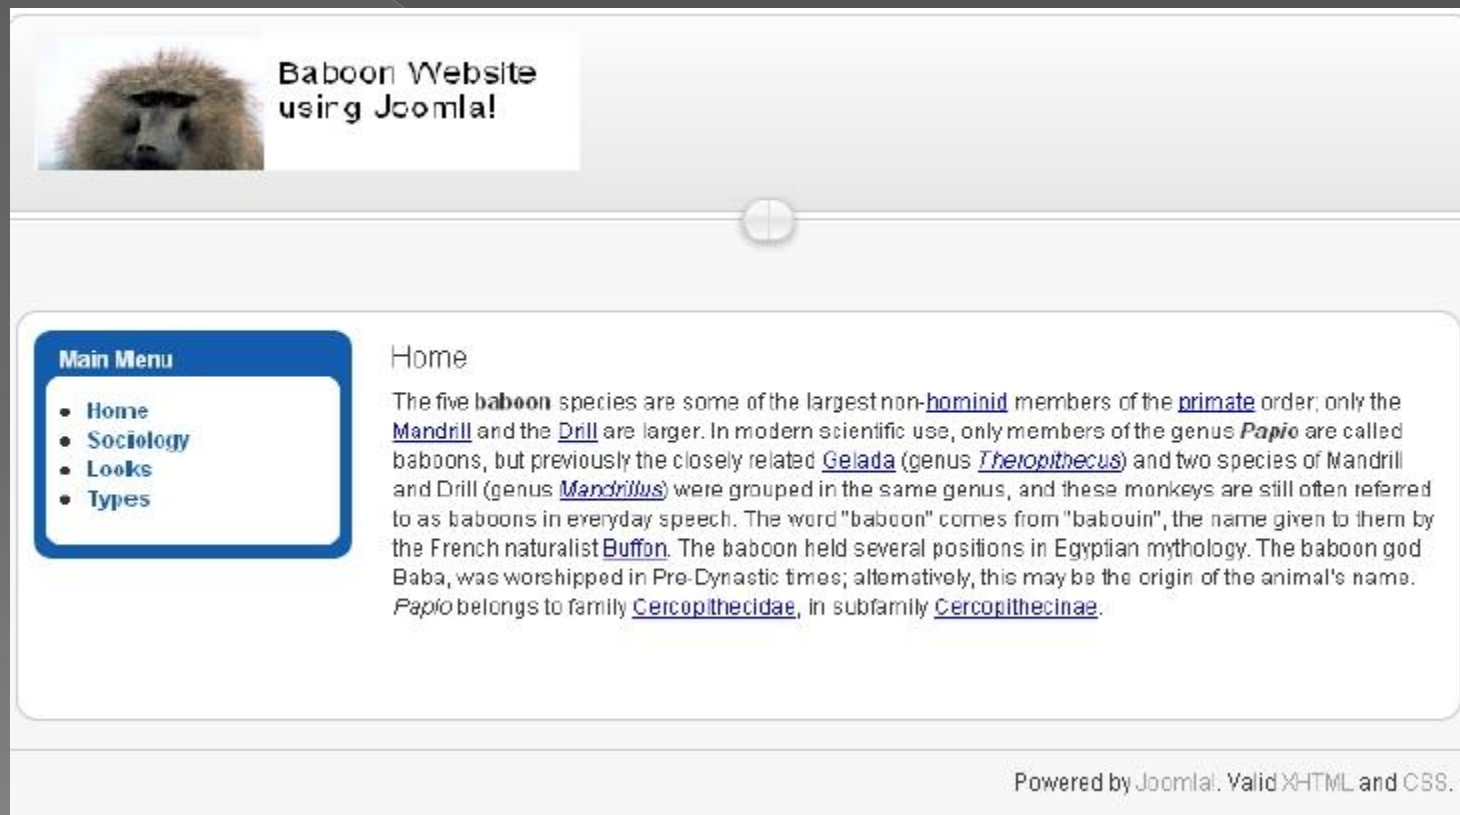 Baboon Website
using Joomla!
Main Menu
Home
Sociology
Looks
Types
Home
The five baboon species are some of the largest non-hominid members of the primate order; only the
Mandrill and the Drill are larger. In modern scientific use, only members of the genus Papio are called
baboons, but previously the closely related Gelada (genus Theropithecus) and two species of Mandrill
and Drill (genus Mandrillus) were grouped in the same genus, and these monkeys are still often referred
to as baboons in everyday speech. The word "baboon" comes from "babouin", the name given to them by
the French naturalist Buffon. The baboon held several positions in Egyptian mythology. The baboon god
Baba, was worshipped in Pre-Dynastic times; alternatively, this may be the origin of the animal's name.
Papio belongs to family Cercopithecidae, in subfamily Cercopithecinae.
Powered by Joomla!. Valid XHTML and CSS.